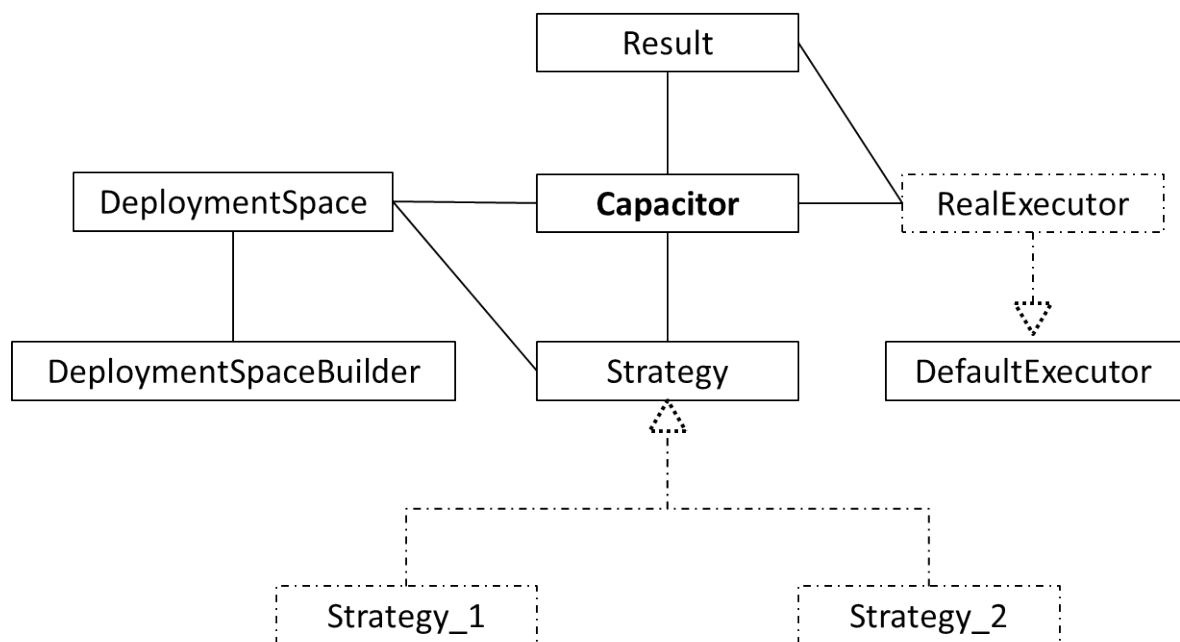 Result
DeploymentSpace
Capacitor
RealExecutor
DeploymentSpaceBuilder
Strategy
DefaultExecutor
Strategy_1
Strategy_2